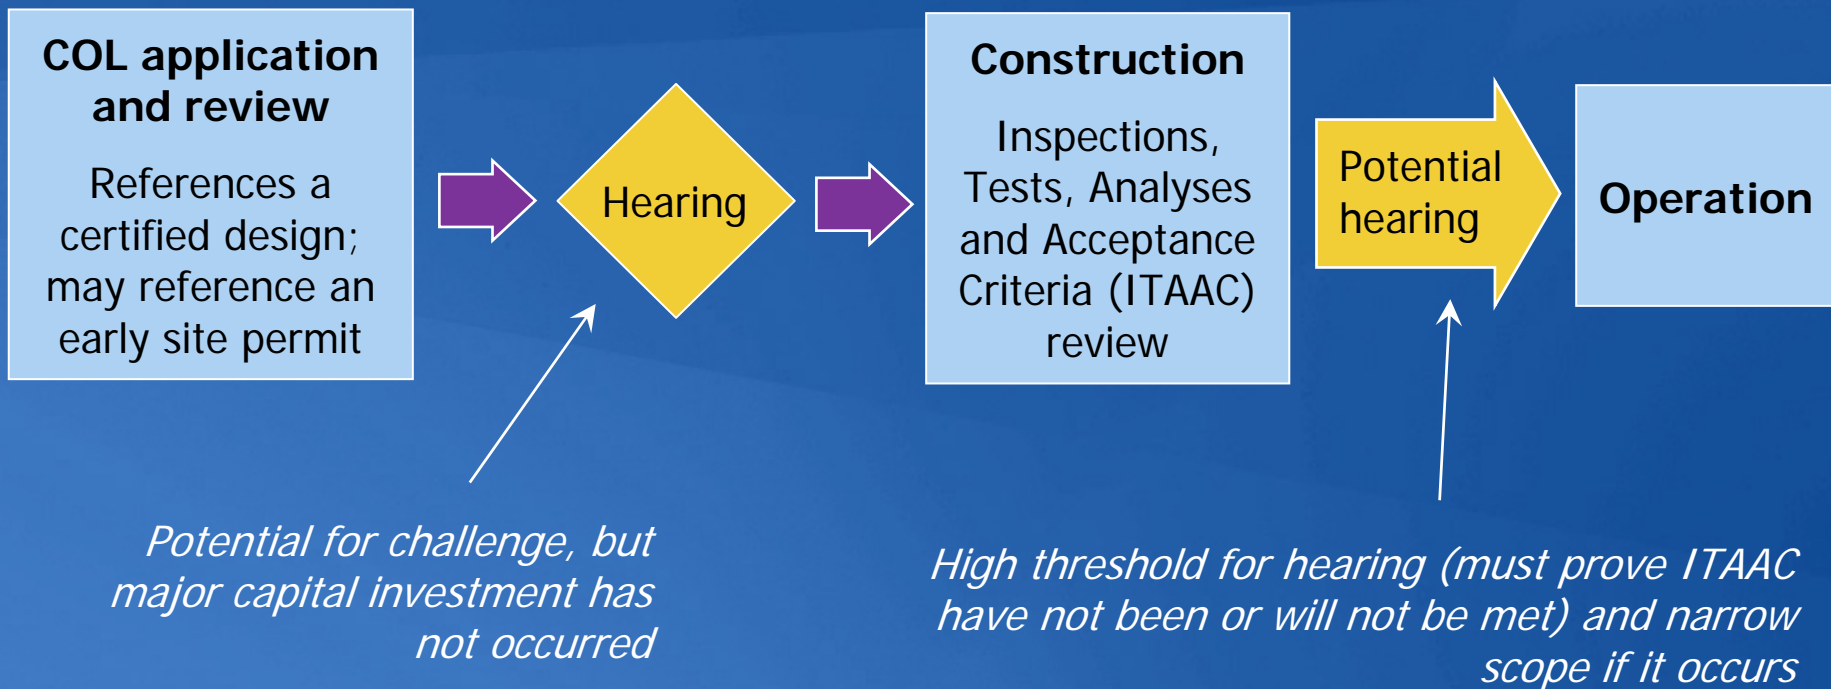 COL application
and review
References a
certified design;
may reference an
early site permit
Hearing
Construction
Inspections,
Tests, Analyses
and Acceptance
Criteria (ITAAC)
review
Potential
hearing
Operation
Potential for challenge, but
major capital investment has
not occurred
High threshold for hearing (must prove ITAAC
have not been or will not be met) and narrow
scope if it occurs